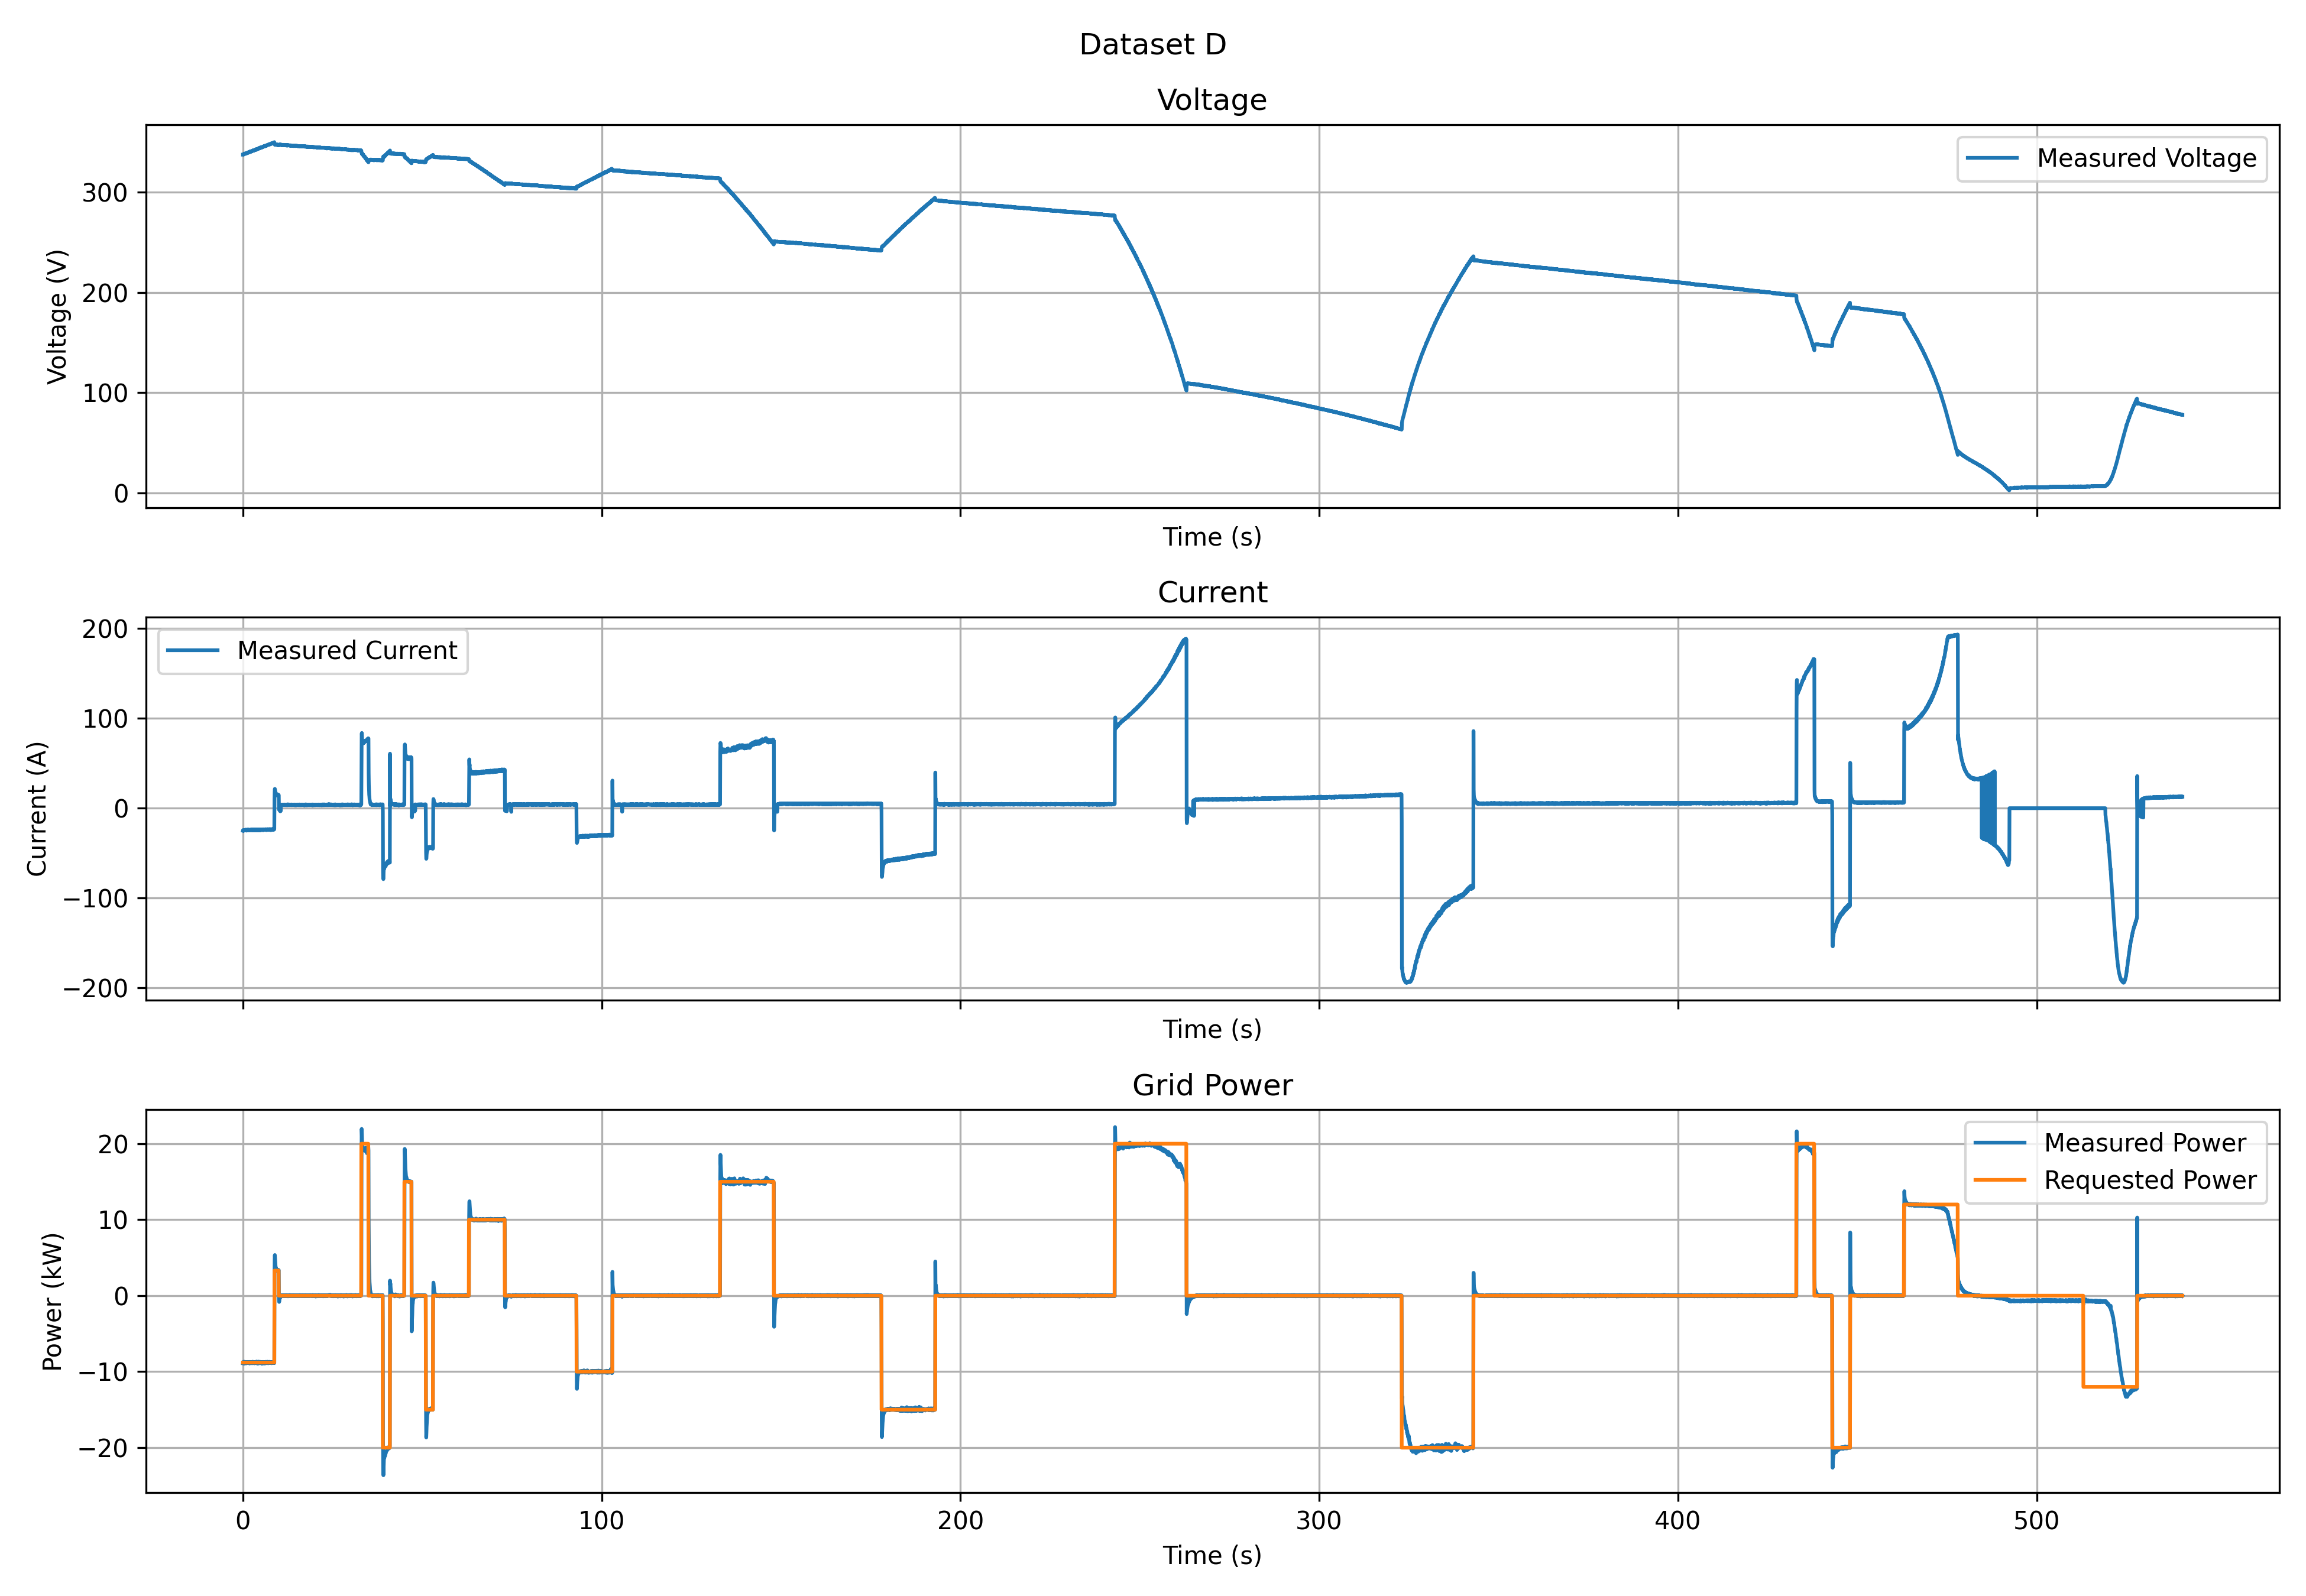 Dataset D
Voltage
Measured Voltage
Voltage (V)
300
200
100
0
Time (s)
Current
Measured Current
Current (A)
200
100
0
−100
−200
Time (s)
Grid Power
Measured Power
Requested Power
Power (kW)
20
10
0
−10
−20
0 100 200 300 400 500
Time (s)